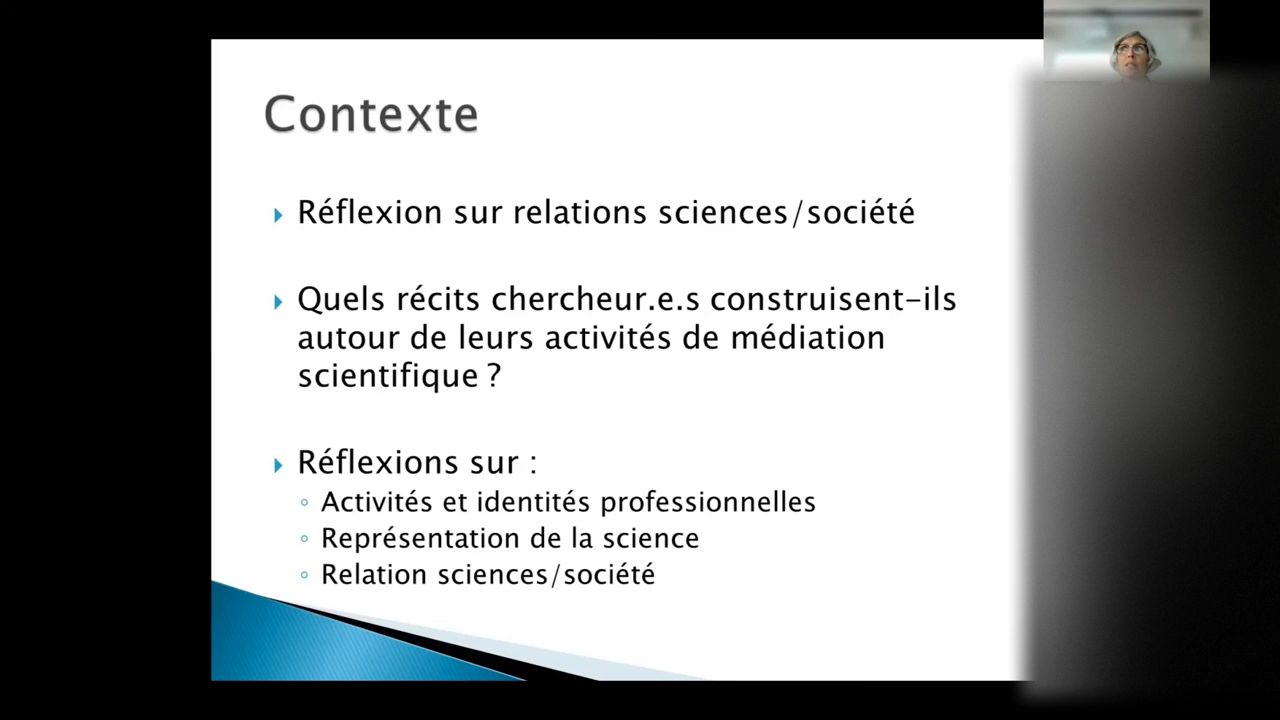 Contexte
Réflexion sur relations sciences/société
Quels récits chercheur.e.s construisent-ils
autour de leurs activités de médiation
scientifique ?
Réflexions sur :
Activités et identités professionnelles
Représentation de la science
Relation sciences/société